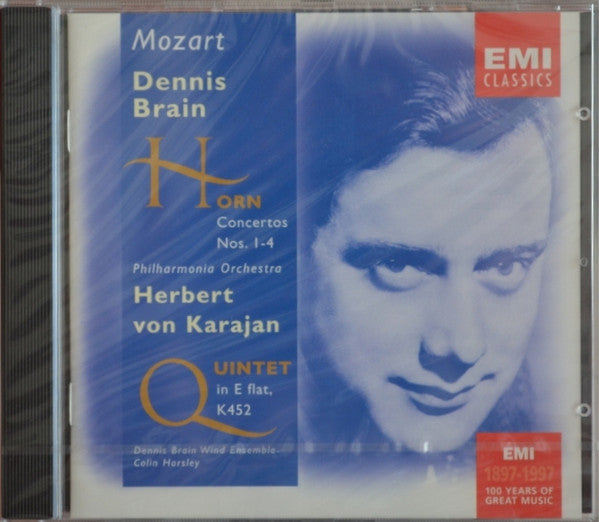 Mozart
EMI
CLASSICS
Dennis
Brain
HORN
Concertos
Nos. 1-4
Philharmonia Orchestra
Herbert
von Karajan
QUINTET
in E flat,
K452
Dennis Brain Wind Ensemble
Colin Horsley
EMI
1897-1997
100 YEARS OF
GREAT MUSIC